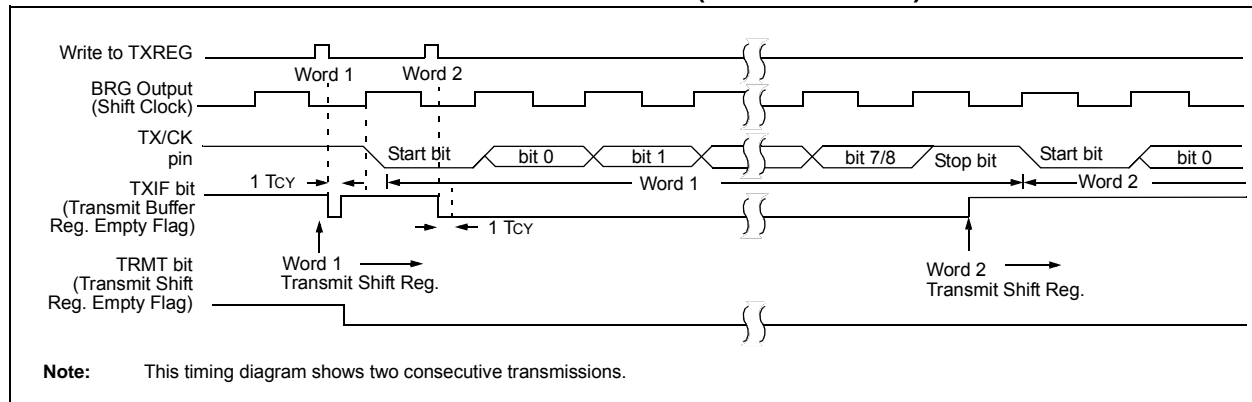 Write to TXREG
Word 1
Word 2
BRG Output
(Shift Clock)
TX/CK
pin
Start bit
bit 0
bit 1
bit 7/8
Stop bit
Start bit
bit 0
1 TCY
Word 1
Word 2
TXIF bit
(Transmit Buffer
Reg. Empty Flag)
1 TCY
Word 1
Transmit Shift Reg.
Word 2
Transmit Shift Reg.
TRMT bit
(Transmit Shift
Reg. Empty Flag)
Note: This timing diagram shows two consecutive transmissions.